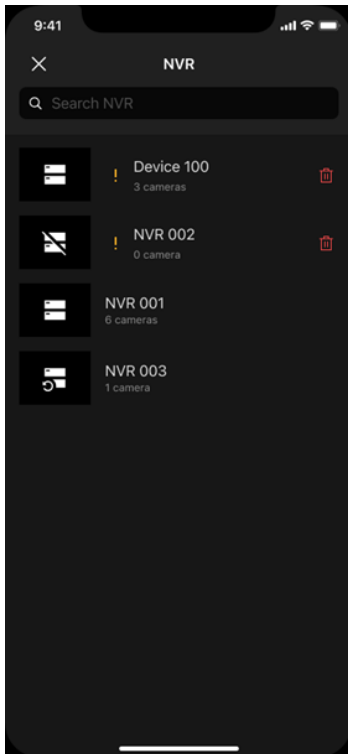 9:41
NVR
Search NVR
! Device 100
3 cameras
! NVR 002
0 camera
NVR 001
6 cameras
NVR 003
1 camera